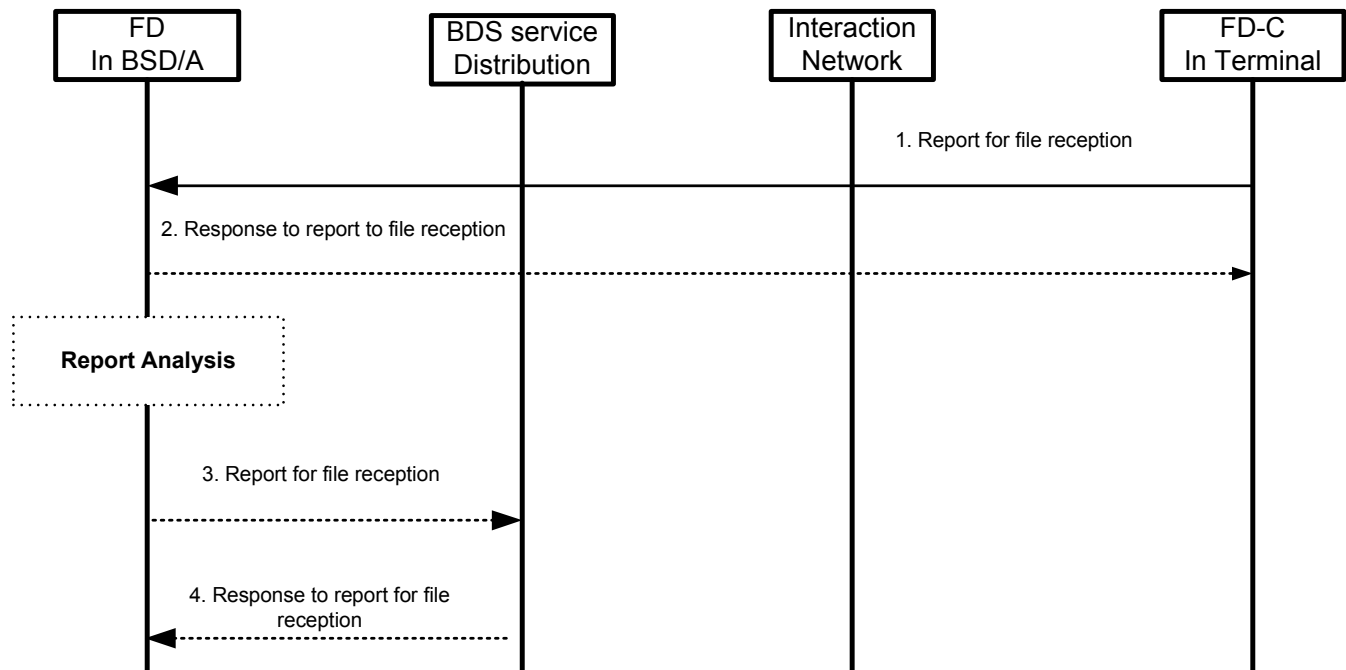 FD
In BSD/A
BDS service
Distribution
Interaction
Network
FD-C
In Terminal
1. Report for file reception
2. Response to report to file reception
Report Analysis
3. Report for file reception
4. Response to report for file
reception